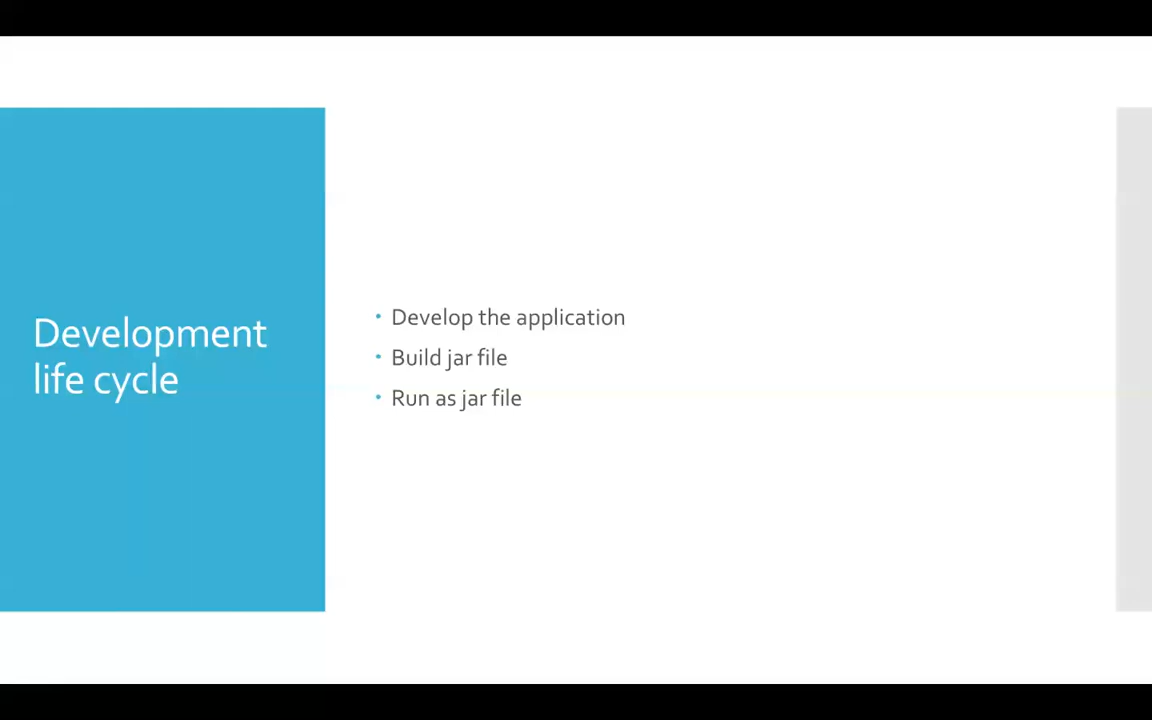 Development
life cycle
• Develop the application
• Build jar file
• Run as jar file